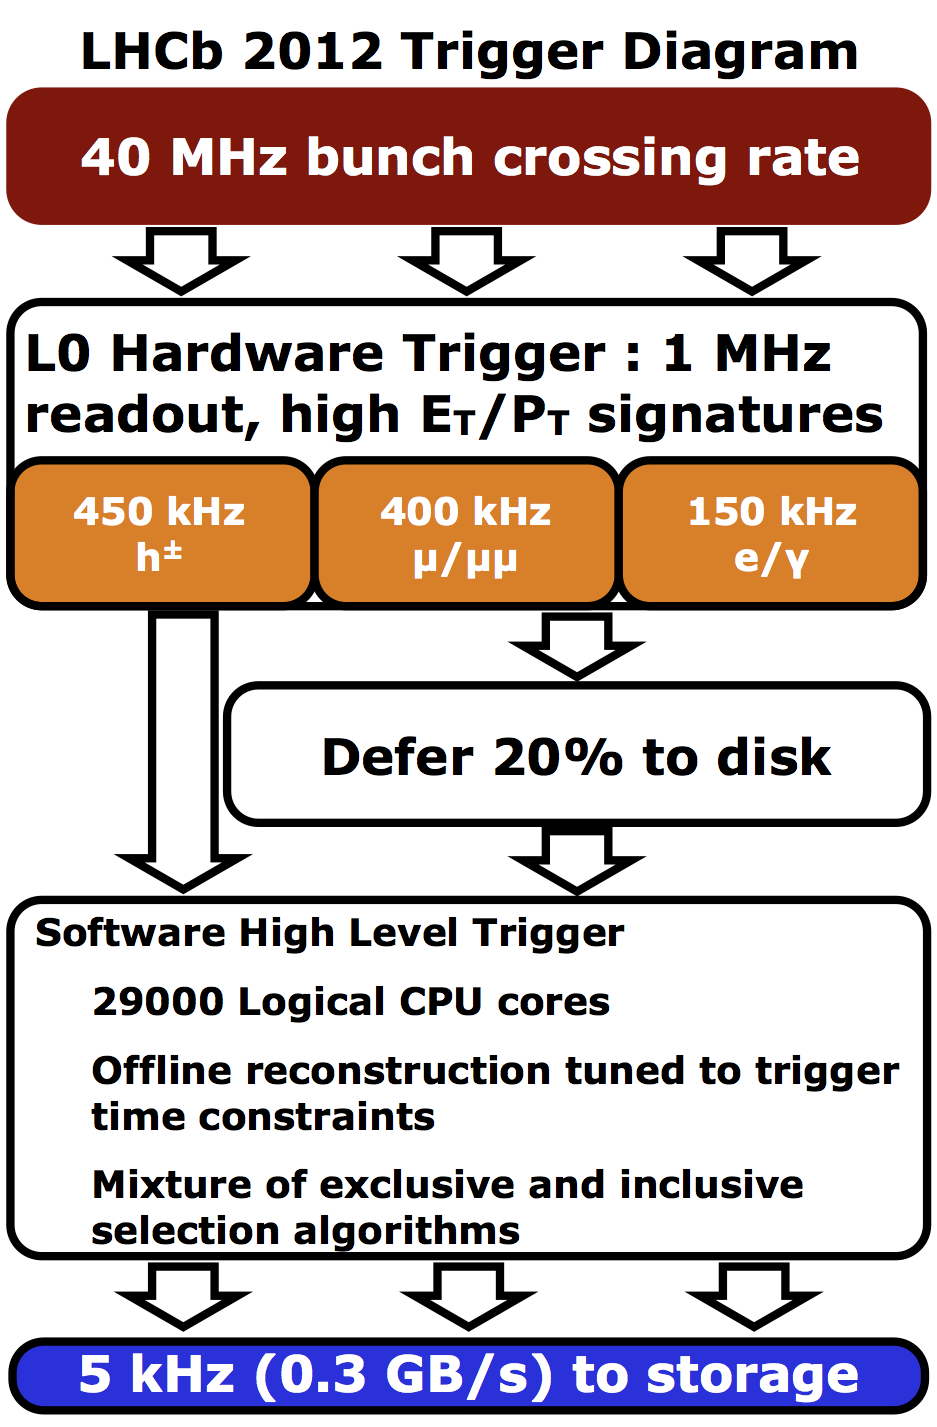 LHCb 2012 Trigger Diagram
40 MHz bunch crossing rate
L0 Hardware Trigger : 1 MHz
readout, high ET/PT signatures
450 kHz
h±
400 kHz
μ/μμ
150 kHz
e/γ
Defer 20% to disk
Software High Level Trigger
29000 Logical CPU cores
Offline reconstruction tuned to trigger
time constraints
Mixture of exclusive and inclusive
selection algorithms
5 kHz (0.3 GB/s) to storage